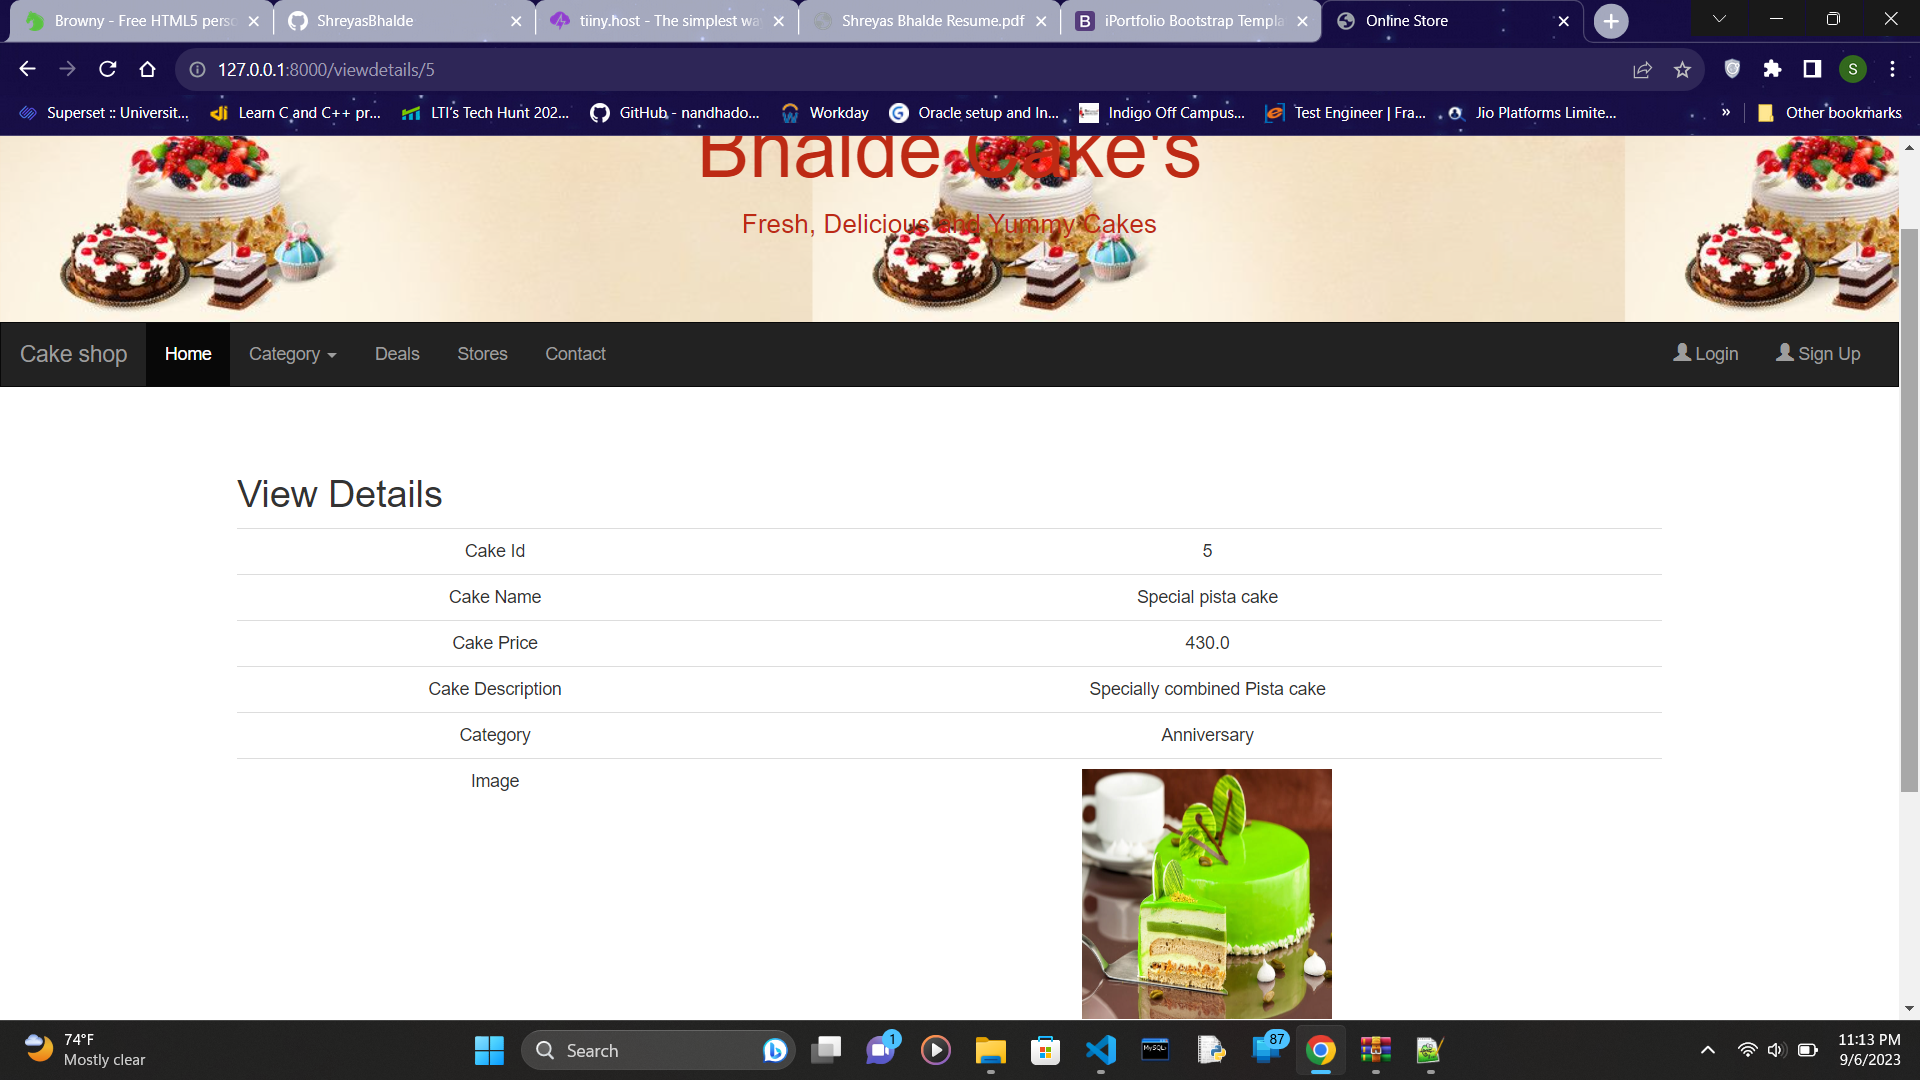 Browny - Free HTML5 perso
ShreyasBhalde
tiiny.host - The simplest wa
Shreyas Bhalde Resume.pdf
B iPortfolio Bootstrap Templa
Online Store
127.0.0.1:8000/viewdetails/5
S
Superset :: Universit...
Learn C and C++ pr...
LTI's Tech Hunt 202...
GitHub - nandhado...
Workday
Oracle setup and In...
Indigo Off Campus...
Test Engineer | Fra...
Jio Platforms Limite...
»
Other bookmarks
Bhalde Cake's
Fresh, Delicious and Yummy Cakes
Cake shop
Home
Category
Deals
Stores
Contact
Login
Sign Up
View Details
Cake Id 5
Cake Name Special pista cake
Cake Price 430.0
Cake Description Specially combined Pista cake
Category Anniversary
Image
74°F
Mostly clear
Search
1
MySQL
87
11:13 PM
9/6/2023